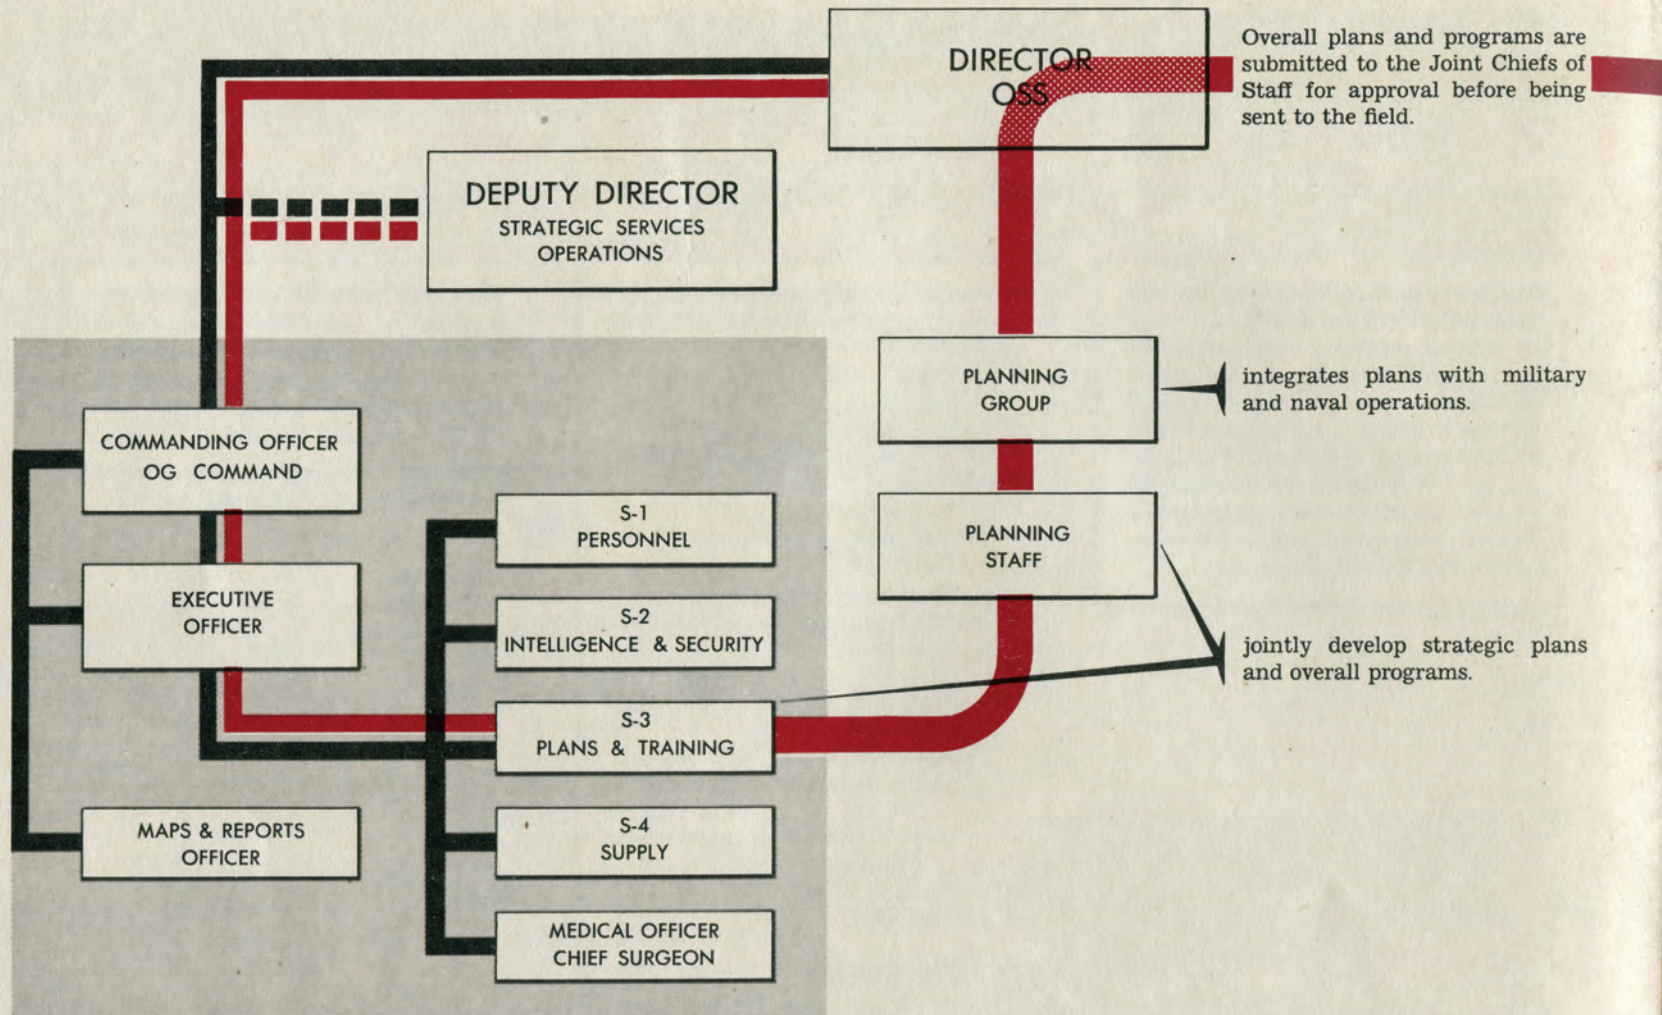 DIRECTOR
OSS
Overall plans and programs are
submitted to the Joint Chiefs of
Staff for approval before being
sent to the field.
DEPUTY DIRECTOR
STRATEGIC SERVICES
OPERATIONS
PLANNING
GROUP
integrates plans with military
and naval operations.
COMMANDING OFFICER
OG COMMAND
S-1
PERSONNEL
PLANNING
STAFF
EXECUTIVE
OFFICER
S-2
INTELLIGENCE & SECURITY
jointly develop strategic plans
and overall programs.
S-3
PLANS & TRAINING
MAPS & REPORTS
OFFICER
S-4
SUPPLY
MEDICAL OFFICER
CHIEF SURGEON